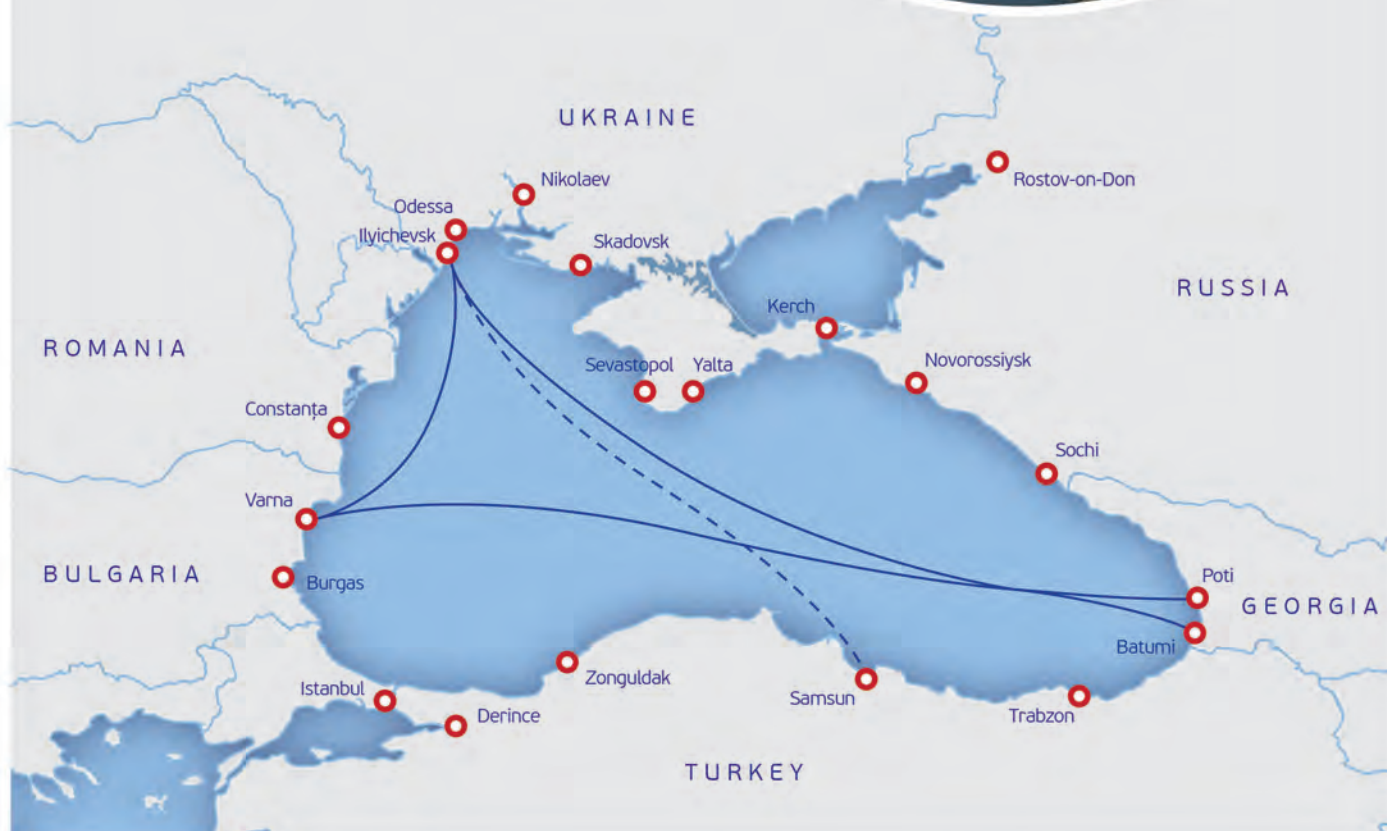 UKRAINE
Rostov-on-Don
Nikolaev
Odessa
Ilyichevsk
Skadovsk
RUSSIA
Kerch
ROMANIA
Sevastopol
Yalta
Novorossiysk
Constanța
Sochi
Varna
BULGARIA
Burgas
Poti
GEORGIA
Batumi
Istanbul
Zonguldak
Samsun
Derince
Trabzon
TURKEY